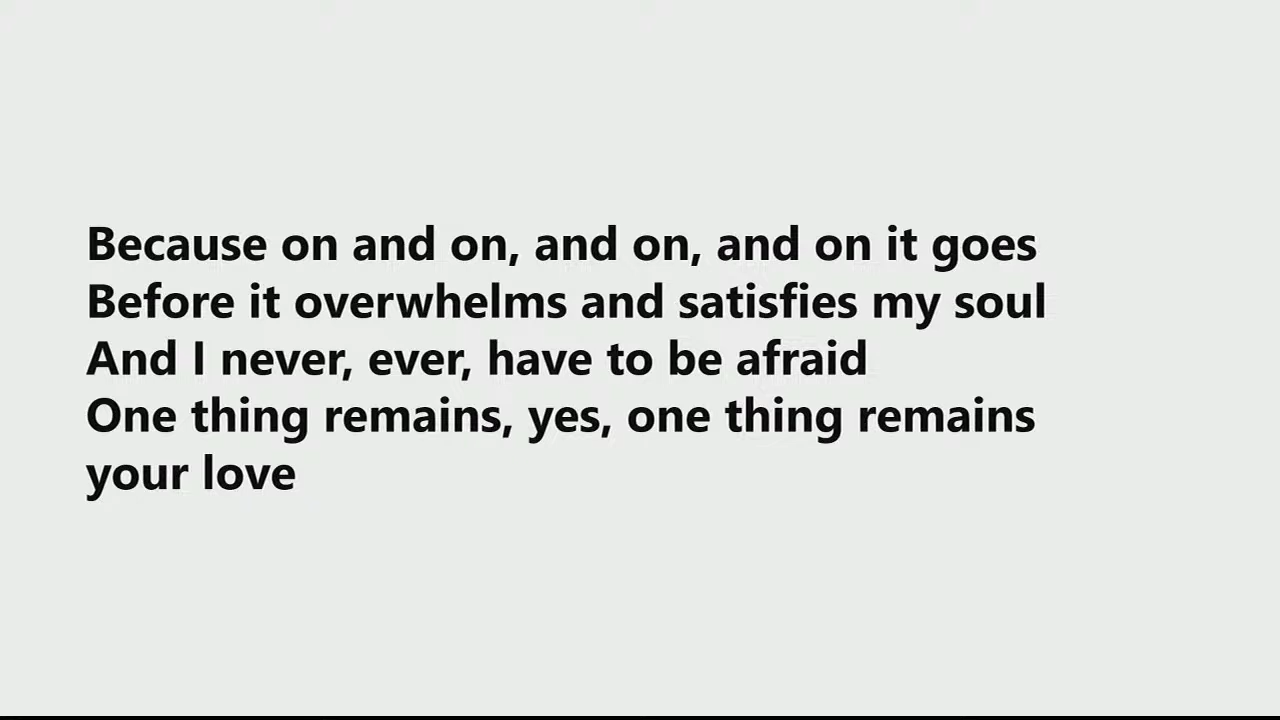 Because on and on, and on, and on it goes
Before it overwhelms and satisfies my soul
And I never, ever, have to be afraid
One thing remains, yes, one thing remains
your love